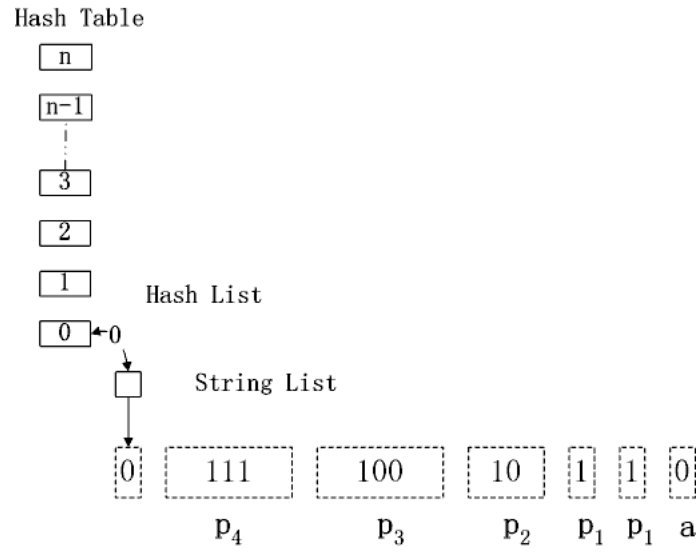 Hash Table
n
n-1
3
2
1
Hash List
0 0
String List
0 111 100 10 1 1 0
p4 p3 p2 p1 p1 a